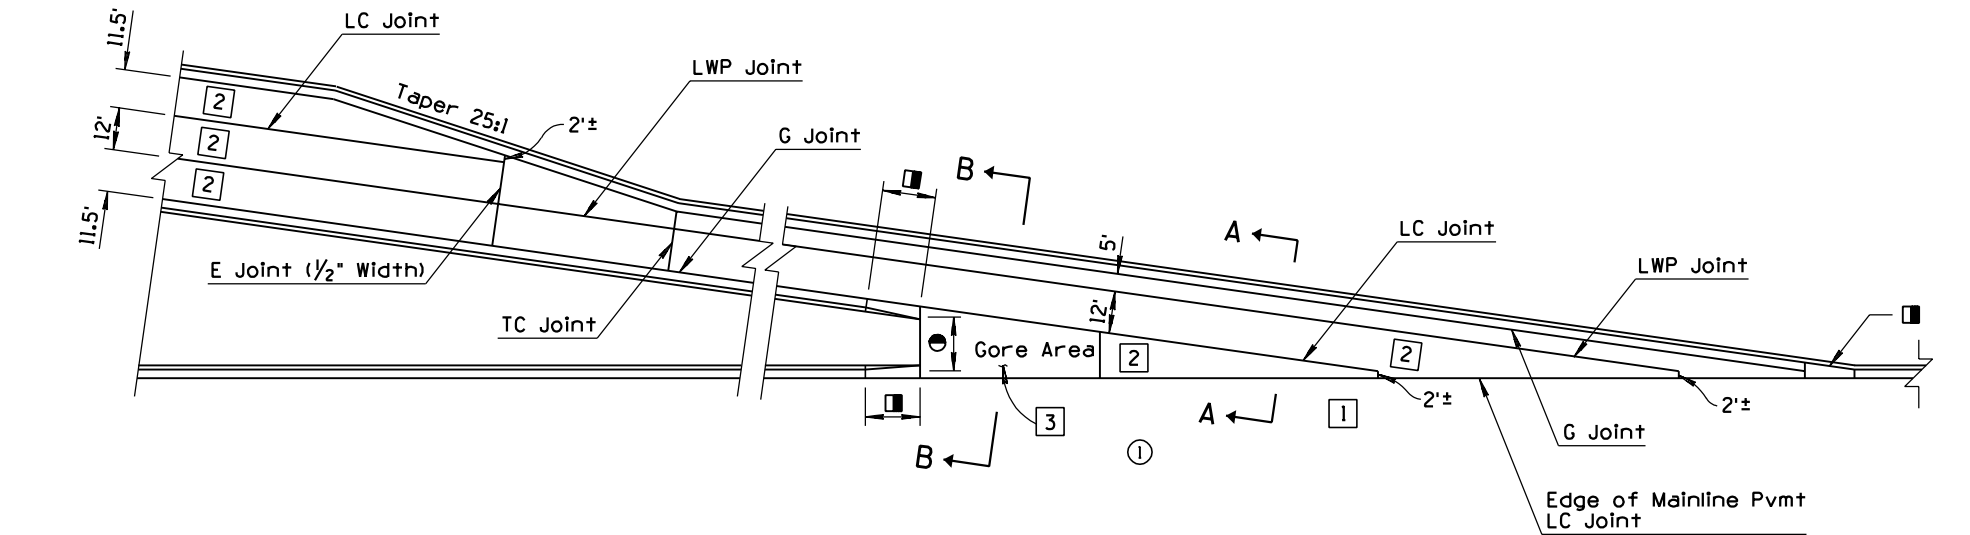 11.5'
LC Joint
LWP Joint
Taper 25:1
2
2'±
G Joint
12'
2
B
2
A
LC Joint
11.5'
5'
E Joint (½" Width)
LWP Joint
12'
TC Joint
Gore Area
2
2
2'±
2'±
A
1
3
G Joint
B
1
Edge of Mainline Pvmt
LC Joint